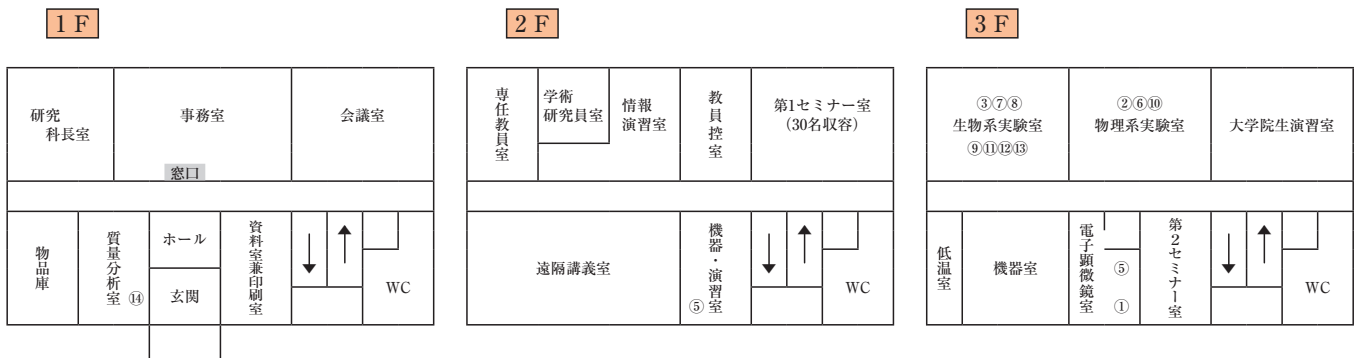 1 F
研究
科長室
事務室
会議室
窓口
物品庫
質量分析室 ⑭
ホール
玄関
資料室兼印刷室
WC
2 F
専任教員室
学術
研究員室
情報
演習室
教員控室
第1セミナー室
(30名収容)
遠隔講義室
機器・演習室
⑤
WC
3 F
③⑦⑧
生物系実験室
⑨⑪⑫⑬
②⑥⑩
物理系実験室
大学院生演習室
低温室
機器室
電子顕微鏡室
⑤
①
第2セミナー室
WC